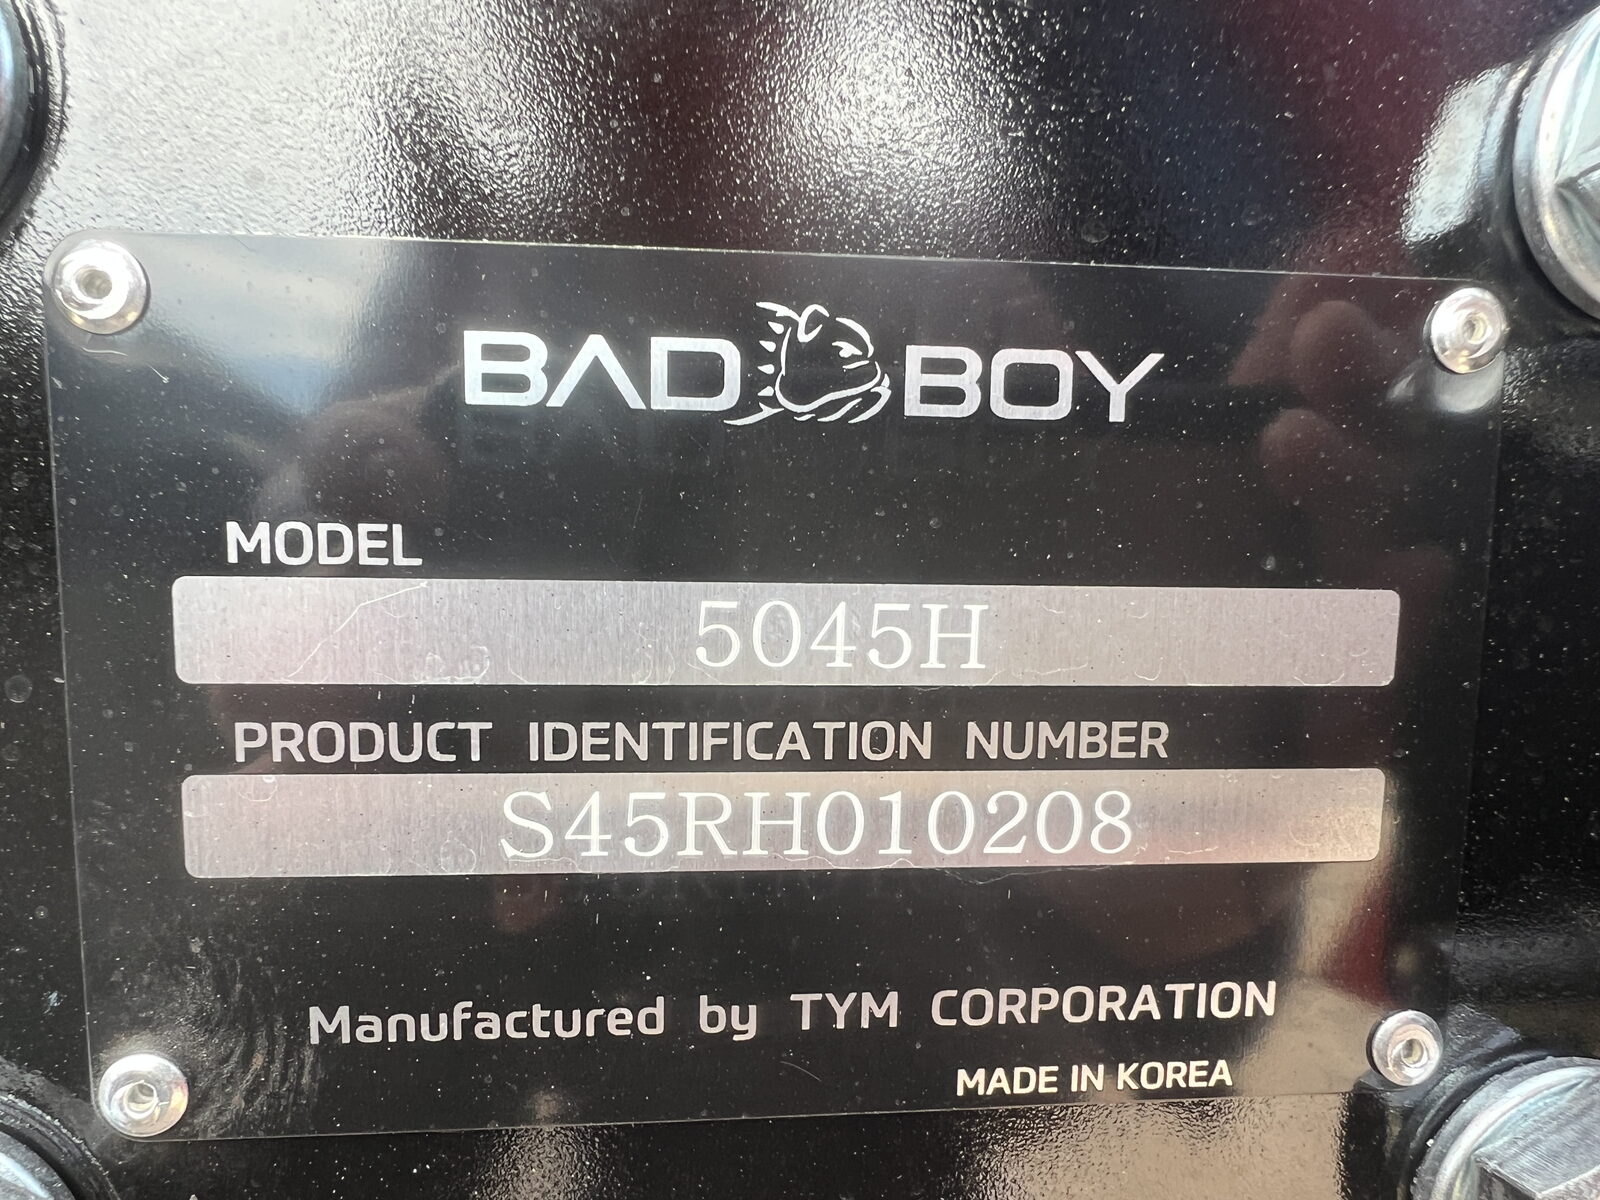 BAD BOY
MODEL
5045H
PRODUCT IDENTIFICATION NUMBER
S45RH010208
Manufactured by TYM CORPORATION
MADE IN KOREA